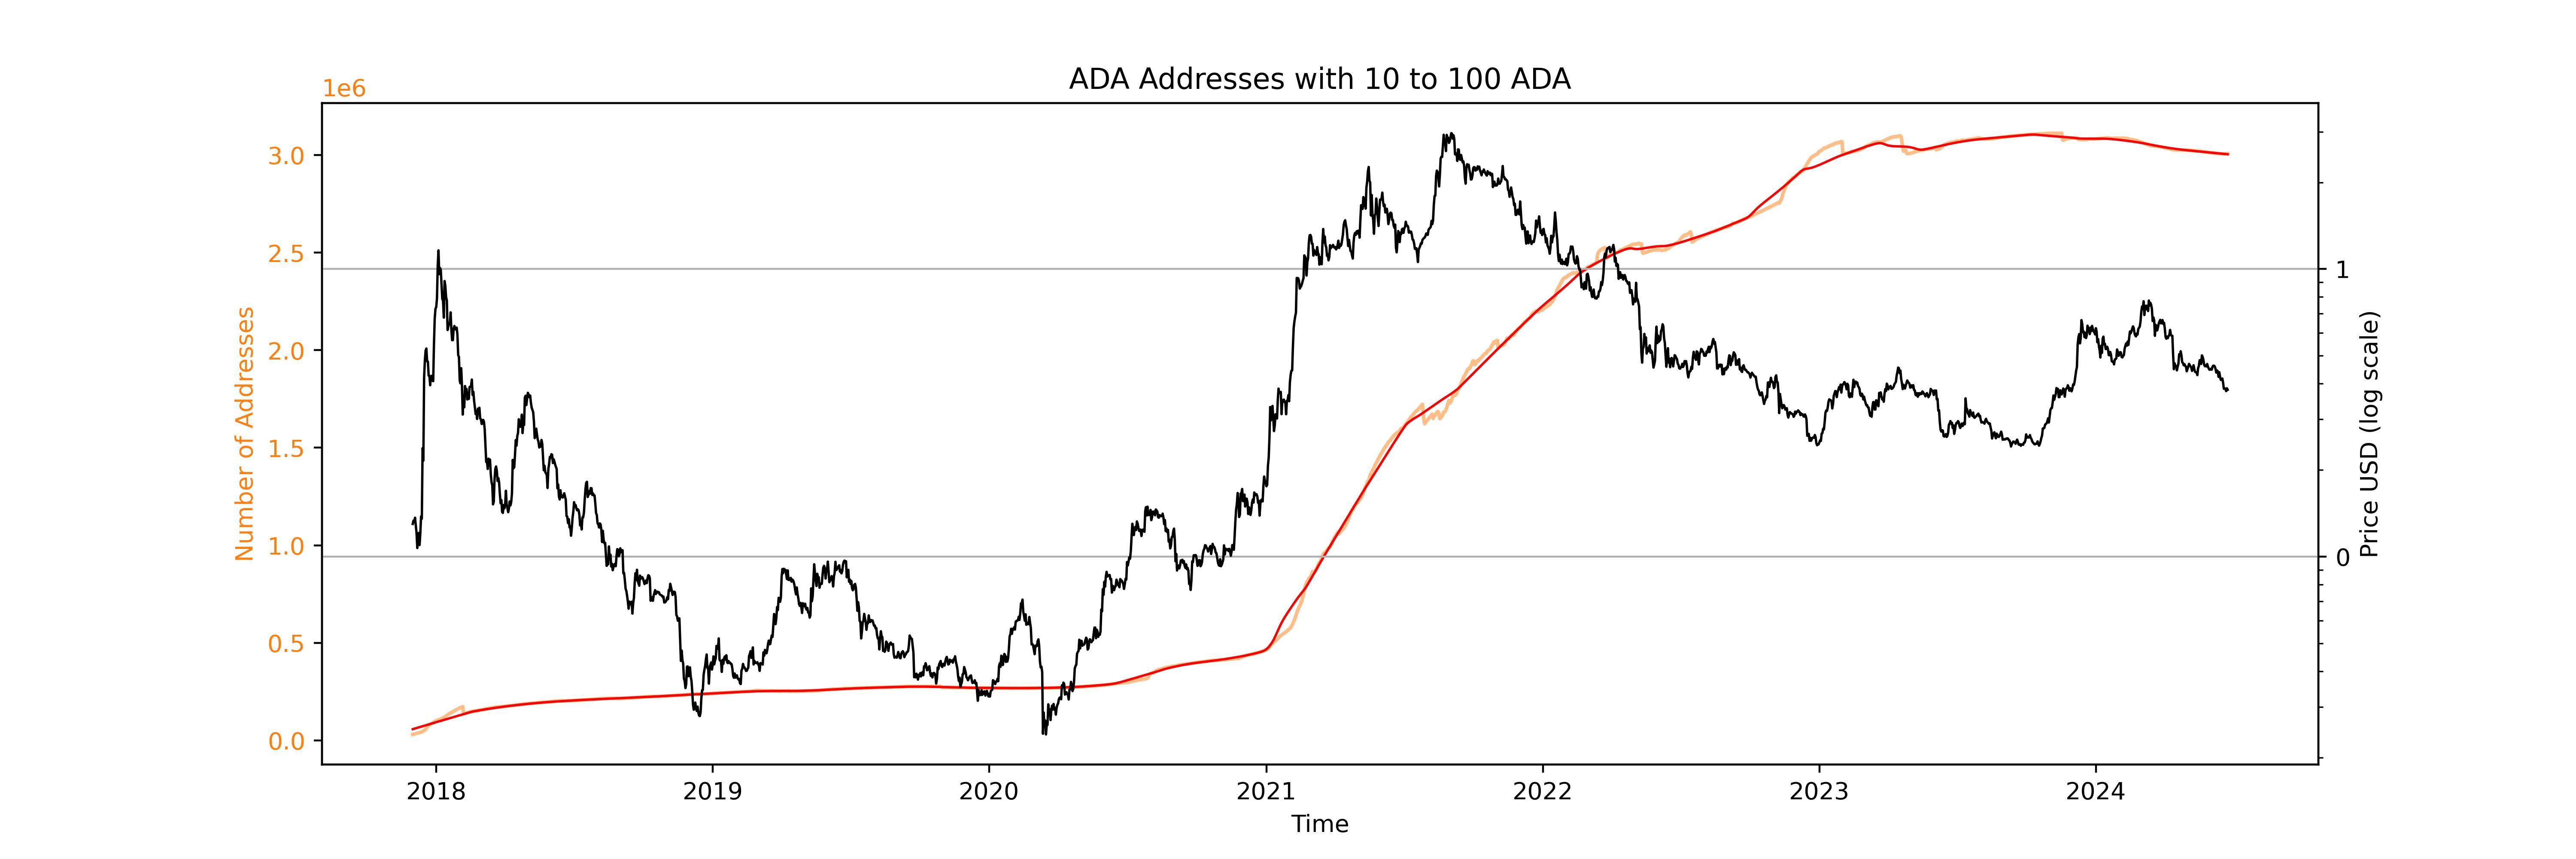 ADA Addresses with 10 to 100 ADA
1e6
3.0
2.5
2.0
1.5
1.0
0.5
0.0
Number of Addresses
1
0
Price USD (log scale)
2018 2019 2020 2021 2022 2023 2024
Time